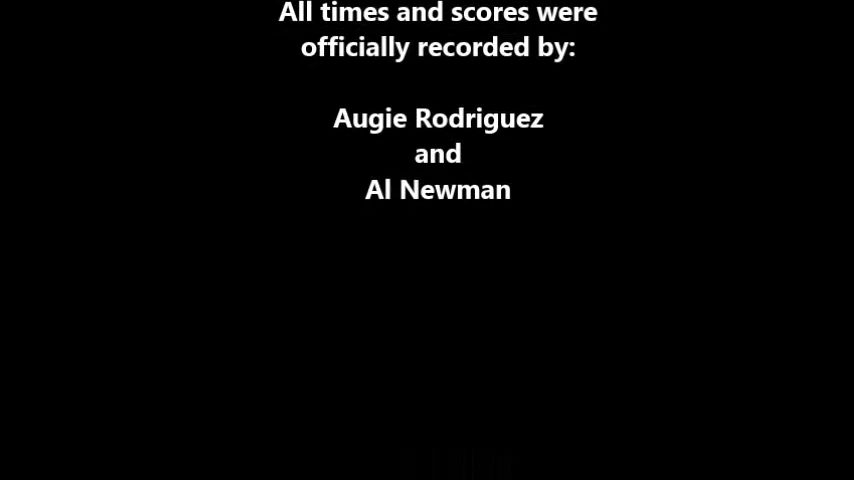 All times and scores were
officially recorded by:
Augie Rodriguez
and
Al Newman